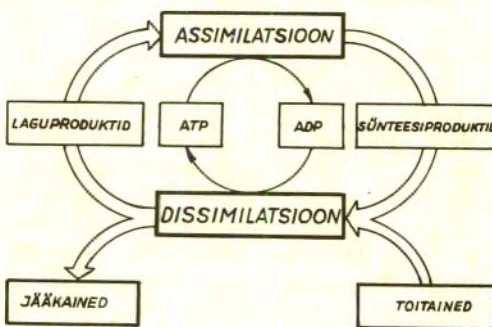 ASSIMILATSIOON
LAGUPRODUKTID
ATP
ADP
SÜNTEESIPRODUKTID
DISSIMILATSIOON
JÄÄKAINED
TOITAINED